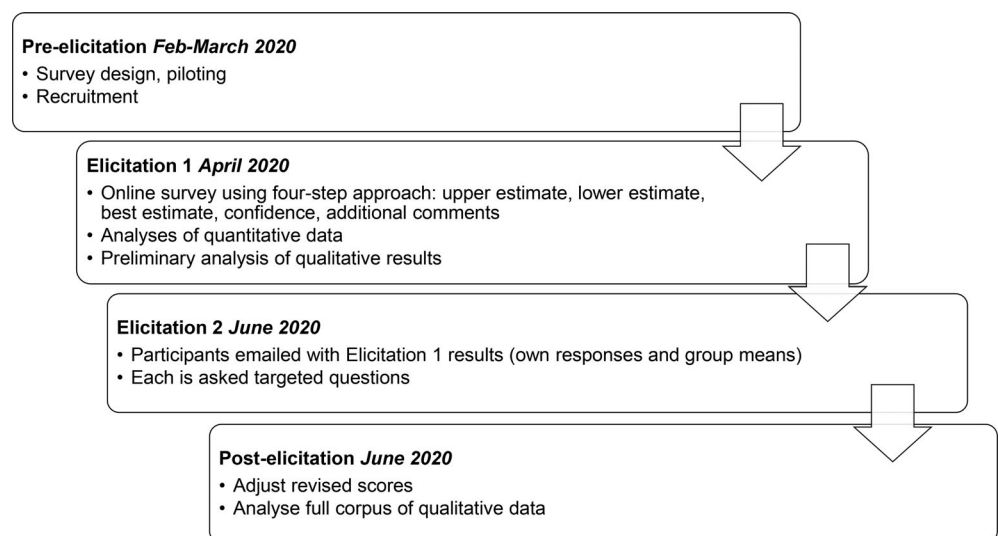 Pre-elicitation Feb-March 2020
• Survey design, piloting
• Recruitment
Elicitation 1 April 2020
• Online survey using four-step approach: upper estimate, lower estimate,
best estimate, confidence, additional comments
• Analyses of quantitative data
• Preliminary analysis of qualitative results
Elicitation 2 June 2020
• Participants emailed with Elicitation 1 results (own responses and group means)
• Each is asked targeted questions
Post-elicitation June 2020
• Adjust revised scores
• Analyse full corpus of qualitative data